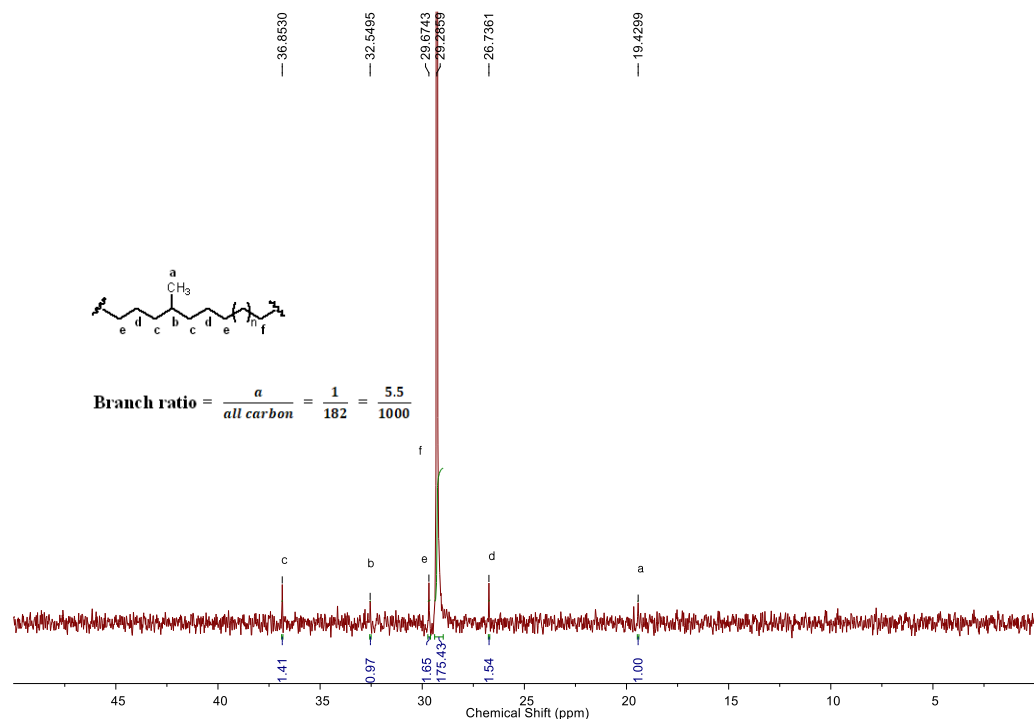 36.8530
32.5495
29.6743
29.2859
26.7361
19.4299
a
CH3
e d c b c d e n f
Branch ratio = a / all carbon = 1 / 182 = 5.5 / 1000
f
c
b
e
d
a
1.41
0.97
1.65
175.43
1.54
1.00
45 40 35 30 25 20 15 10 5
Chemical Shift (ppm)